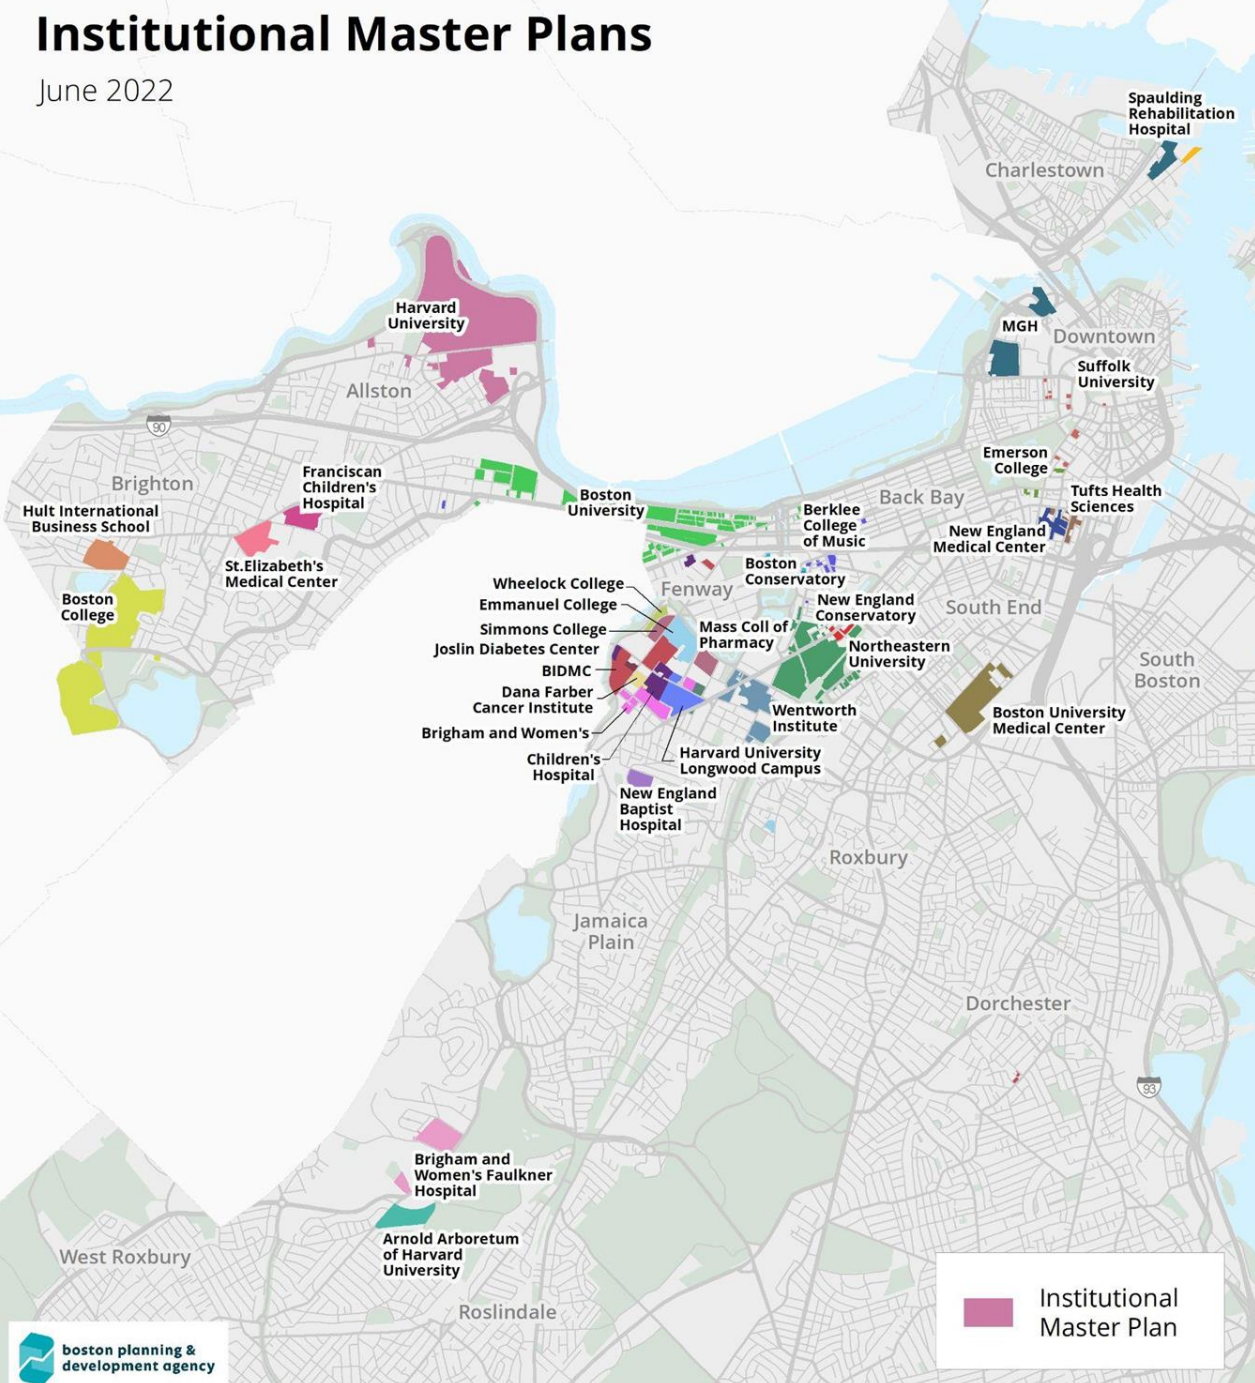 Institutional Master Plans
June 2022
Spaulding
Rehabilitation
Hospital
Charlestown
Harvard
University
MGH
Downtown
Suffolk
University
Allston
90
Emerson
College
Franciscan
Children's
Hospital
Brighton
Boston
University
Back Bay
Tufts Health
Sciences
Hult International
Business School
Berklee
College
of Music
New England
Medical Center
St.Elizabeth's
Medical Center
Boston
Conservatory
Wheelock College
Fenway
Boston
College
Emmanuel College
New England
Conservatory
South End
Simmons College
Mass Coll of
Pharmacy
Joslin Diabetes Center
Northeastern
University
South
Boston
BIDMC
Dana Farber
Cancer Institute
Wentworth
Institute
Boston University
Medical Center
Brigham and Women's
Children's
Hospital
Harvard University
Longwood Campus
New England
Baptist
Hospital
Roxbury
Jamaica
Plain
Dorchester
93
Brigham and
Women's Faulkner
Hospital
Arnold Arboretum
of Harvard
University
West Roxbury
Roslindale
Institutional
Master Plan
boston planning &
development agency